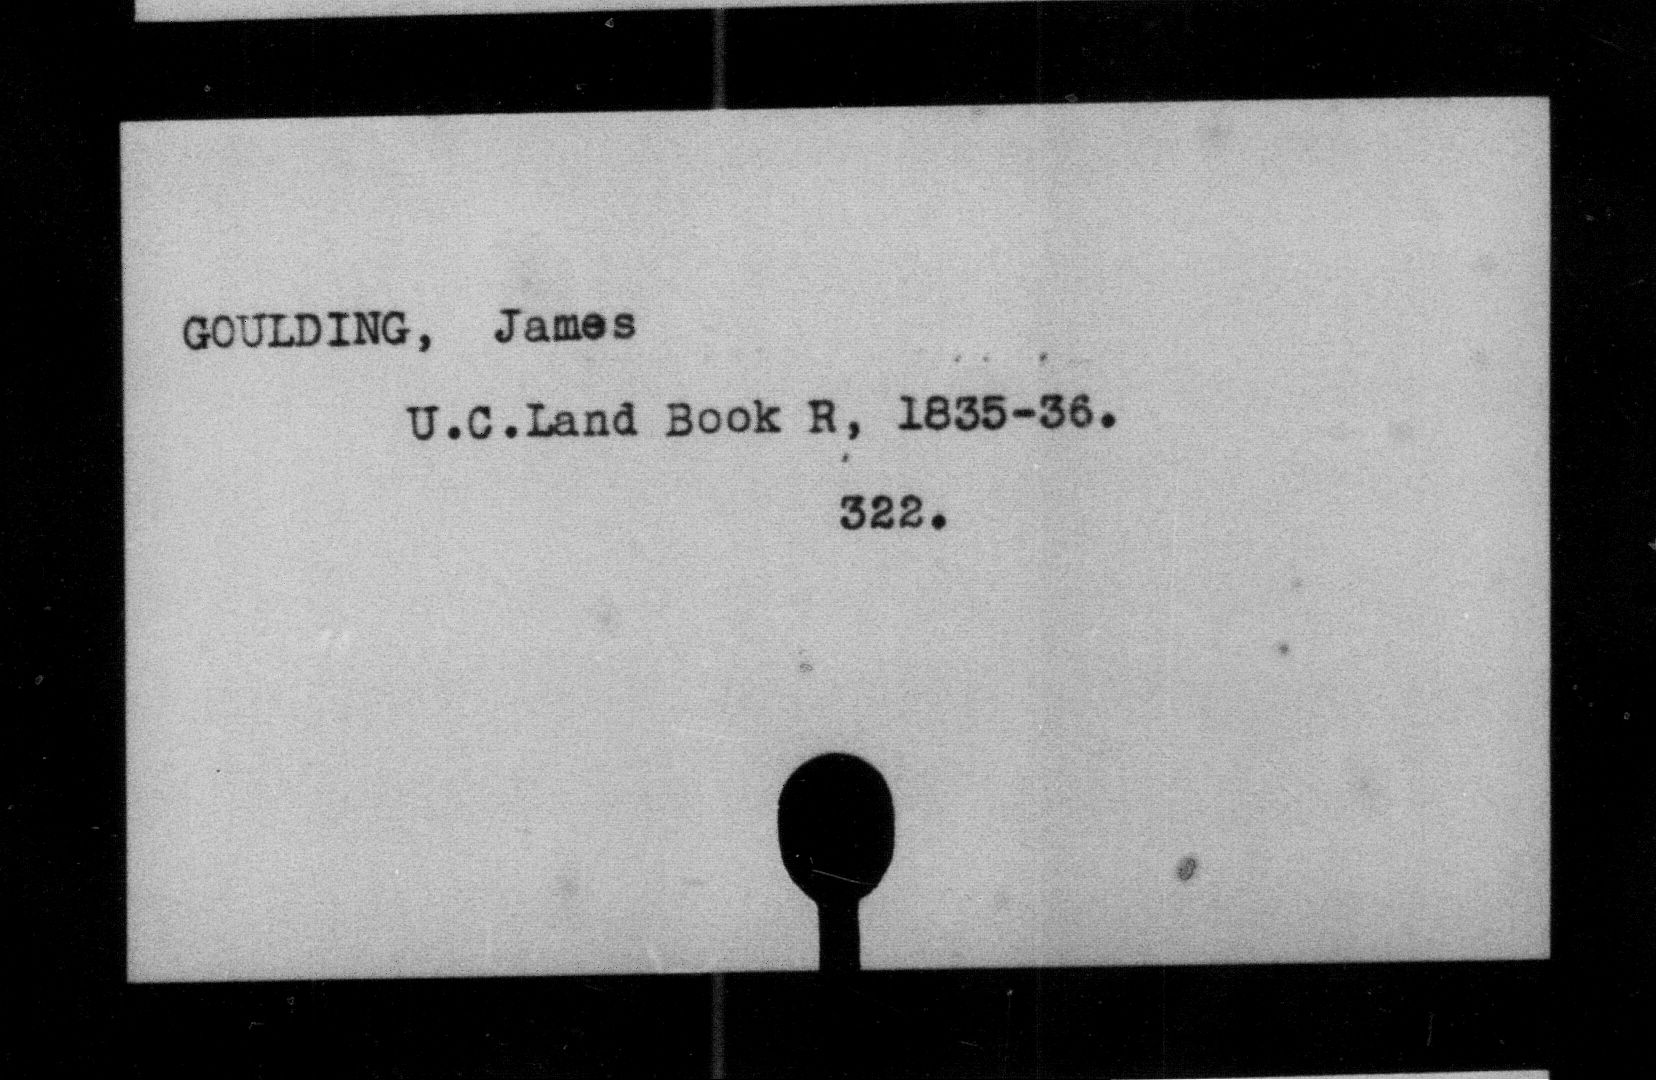 GOULDING, James
U.C.Land Book R, 1835-36.
322.